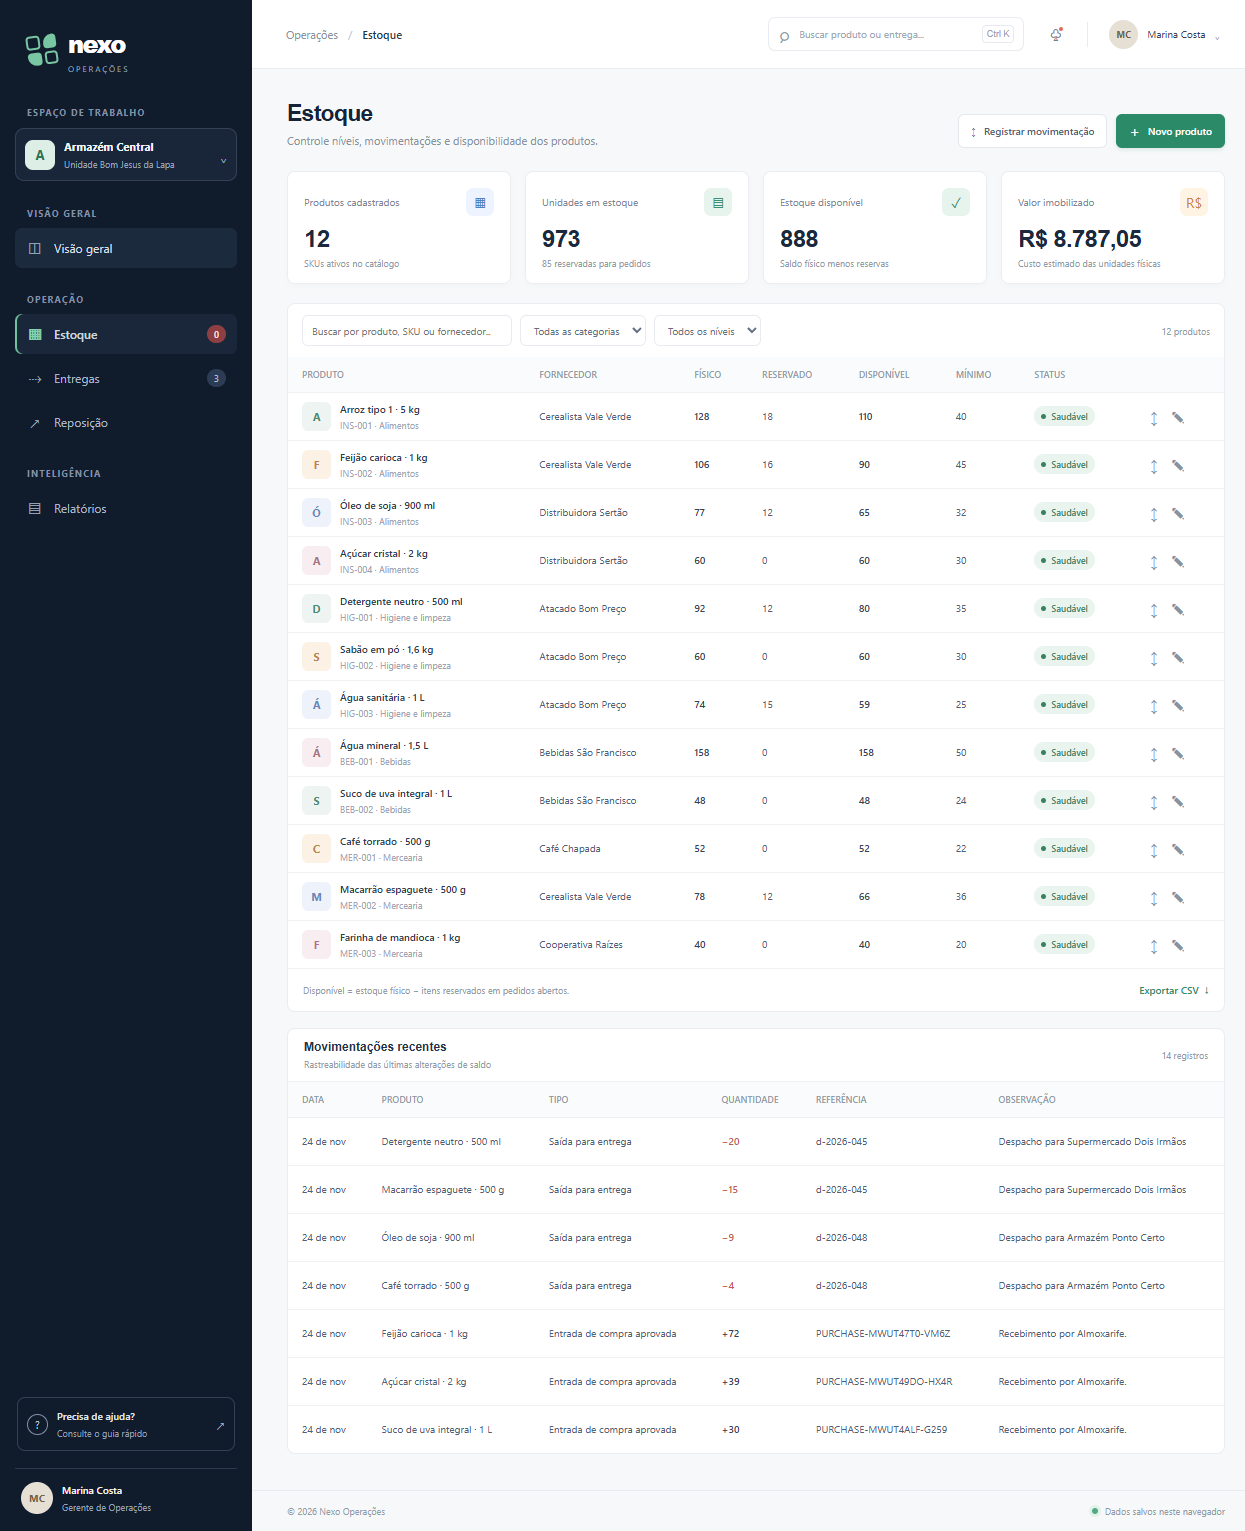 nexo
OPERAÇÕES
ESPAÇO DE TRABALHO
A
Armazém Central
Unidade Bom Jesus da Lapa
VISÃO GERAL
Visão geral
OPERAÇÃO
Estoque 0
Entregas 3
Reposição
INTELIGÊNCIA
Relatórios
? Precisa de ajuda?
Consulte o guia rápido
MC Marina Costa
Gerente de Operações
Operações / Estoque
Buscar produto ou entrega... Ctrl K
MC Marina Costa
Estoque
Controle níveis, movimentações e disponibilidade dos produtos.
↕ Registrar movimentação
+ Novo produto
Produtos cadastrados
12
SKUs ativos no catálogo
Unidades em estoque
973
85 reservadas para pedidos
Estoque disponível
✓
888
Saldo físico menos reservas
Valor imobilizado
R$
R$ 8.787,05
Custo estimado das unidades físicas
Buscar por produto, SKU ou fornecedor... Todas as categorias Todos os níveis 12 produtos
PRODUTO FORNECEDOR FÍSICO RESERVADO DISPONÍVEL MÍNIMO STATUS
A Arroz tipo 1 · 5 kg Cerealista Vale Verde 128 18 110 40 Saudável
INS-001 · Alimentos
F Feijão carioca · 1 kg Cerealista Vale Verde 106 16 90 45 Saudável
INS-002 · Alimentos
Ó Óleo de soja · 900 ml Distribuidora Sertão 77 12 65 32 Saudável
INS-003 · Alimentos
A Açúcar cristal · 2 kg Distribuidora Sertão 60 0 60 30 Saudável
INS-004 · Alimentos
D Detergente neutro · 500 ml Atacado Bom Preço 92 12 80 35 Saudável
HIG-001 · Higiene e limpeza
S Sabão em pó · 1,6 kg Atacado Bom Preço 60 0 60 30 Saudável
HIG-002 · Higiene e limpeza
Á Água sanitária · 1 L Atacado Bom Preço 74 15 59 25 Saudável
HIG-003 · Higiene e limpeza
Á Água mineral · 1,5 L Bebidas São Francisco 158 0 158 50 Saudável
BEB-001 · Bebidas
S Suco de uva integral · 1 L Bebidas São Francisco 48 0 48 24 Saudável
BEB-002 · Bebidas
C Café torrado · 500 g Café Chapada 52 0 52 22 Saudável
MER-001 · Mercearia
M Macarrão espaguete · 500 g Cerealista Vale Verde 78 12 66 36 Saudável
MER-002 · Mercearia
F Farinha de mandioca · 1 kg Cooperativa Raízes 40 0 40 20 Saudável
MER-003 · Mercearia
Disponível = estoque físico − itens reservados em pedidos abertos. Exportar CSV ↓
Movimentações recentes
Rastreabilidade das últimas alterações de saldo
14 registros
DATA PRODUTO TIPO QUANTIDADE REFERÊNCIA OBSERVAÇÃO
24 de nov Detergente neutro · 500 ml Saída para entrega −20 d-2026-045 Despacho para Supermercado Dois Irmãos
24 de nov Macarrão espaguete · 500 g Saída para entrega −15 d-2026-045 Despacho para Supermercado Dois Irmãos
24 de nov Óleo de soja · 900 ml Saída para entrega −9 d-2026-048 Despacho para Armazém Ponto Certo
24 de nov Café torrado · 500 g Saída para entrega −4 d-2026-048 Despacho para Armazém Ponto Certo
24 de nov Feijão carioca · 1 kg Entrada de compra aprovada +72 PURCHASE-MWUT47T0-VM6Z Recebimento por Almoxarife.
24 de nov Açúcar cristal · 2 kg Entrada de compra aprovada +39 PURCHASE-MWUT49DO-HX4R Recebimento por Almoxarife.
24 de nov Suco de uva integral · 1 L Entrada de compra aprovada +30 PURCHASE-MWUT4ALF-G259 Recebimento por Almoxarife.
© 2026 Nexo Operações
Dados salvos neste navegador